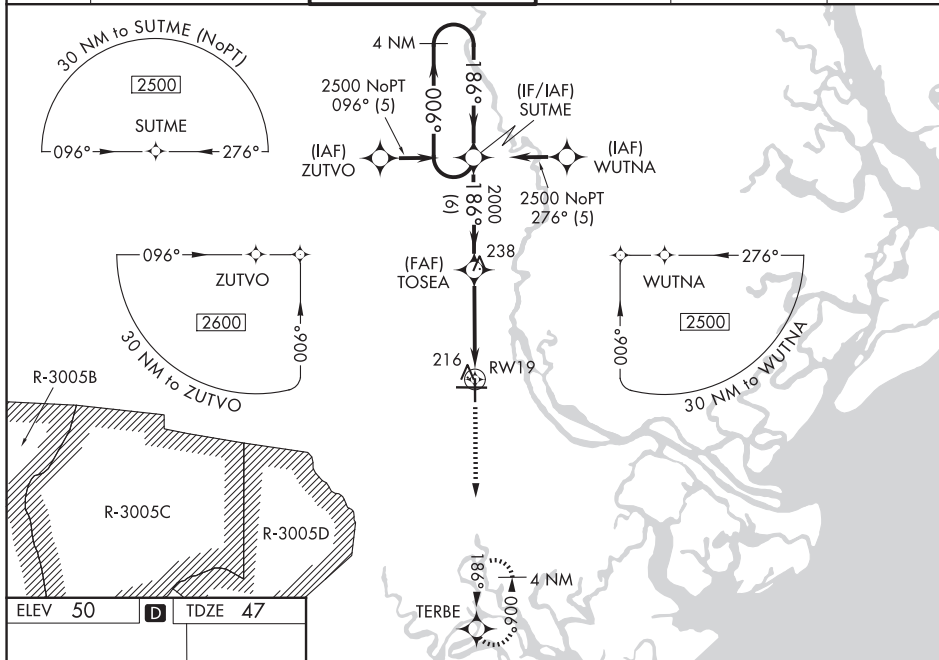 30 NM to SUTME (NoPT)
2500
SUTME
096°
276°
4 NM
2500 NoPT
096° (5)
006°
186°
(IF/IAF)
SUTME
(IAF)
ZUTVO
(IAF)
WUTNA
2500 NoPT
276° (5)
2000
186°
(6)
096°
ZUTVO
2600
006°
30 NM to ZUTVO
(FAF)
TOSEA
238
276°
WUTNA
2500
006°
30 NM to WUTNA
216
RW19
R-3005B
R-3005C
R-3005D
186°
4 NM
006°
TERBE
ELEV 50
D
TDZE 47